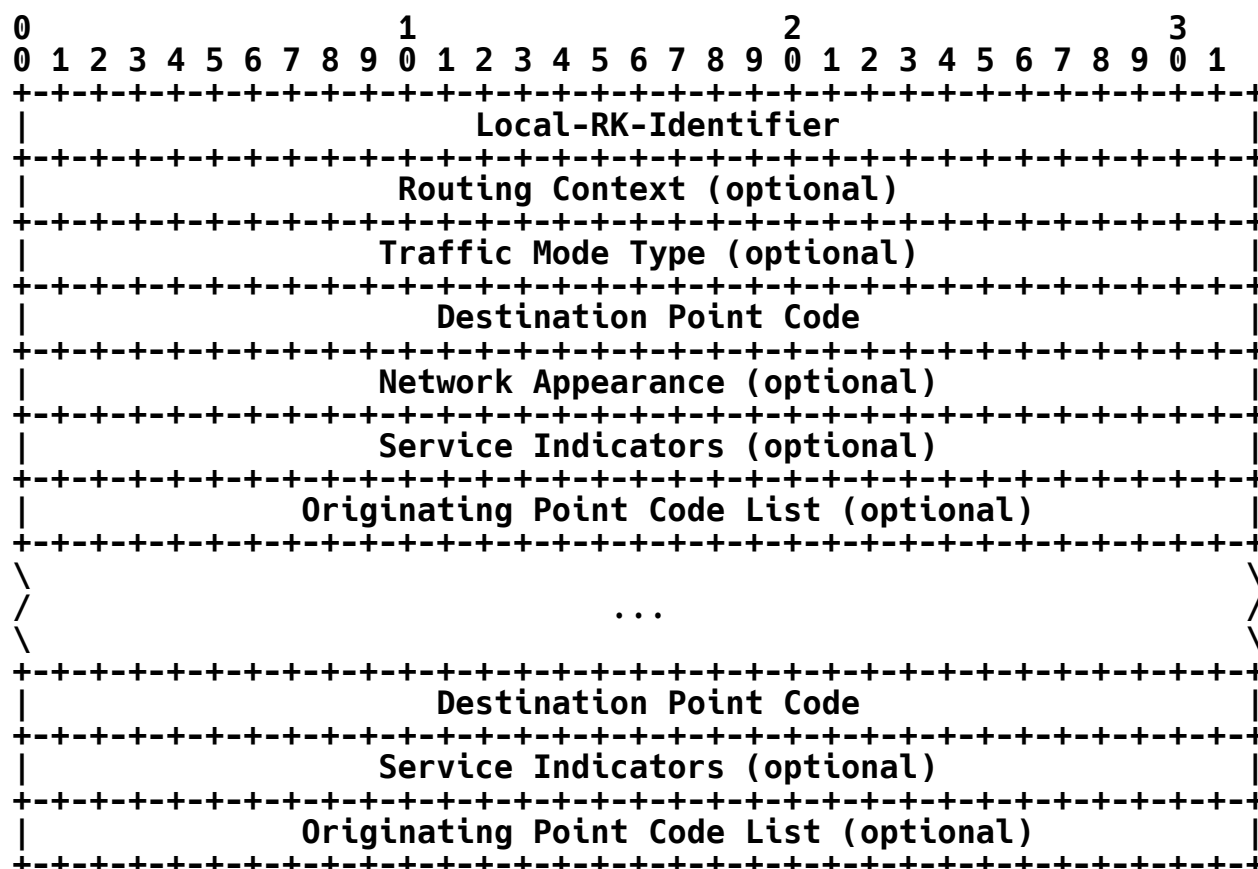 0                   1                   2                   3
0 1 2 3 4 5 6 7 8 9 0 1 2 3 4 5 6 7 8 9 0 1 2 3 4 5 6 7 8 9 0 1
+-+-+-+-+-+-+-+-+-+-+-+-+-+-+-+-+-+-+-+-+-+-+-+-+-+-+-+-+-+-+-+-+
|                       Local-RK-Identifier                     |
+-+-+-+-+-+-+-+-+-+-+-+-+-+-+-+-+-+-+-+-+-+-+-+-+-+-+-+-+-+-+-+-+
|                   Routing Context (optional)                  |
+-+-+-+-+-+-+-+-+-+-+-+-+-+-+-+-+-+-+-+-+-+-+-+-+-+-+-+-+-+-+-+-+
|                  Traffic Mode Type (optional)                 |
+-+-+-+-+-+-+-+-+-+-+-+-+-+-+-+-+-+-+-+-+-+-+-+-+-+-+-+-+-+-+-+-+
|                     Destination Point Code                    |
+-+-+-+-+-+-+-+-+-+-+-+-+-+-+-+-+-+-+-+-+-+-+-+-+-+-+-+-+-+-+-+-+
|                  Network Appearance (optional)                |
+-+-+-+-+-+-+-+-+-+-+-+-+-+-+-+-+-+-+-+-+-+-+-+-+-+-+-+-+-+-+-+-+
|                  Service Indicators (optional)                |
+-+-+-+-+-+-+-+-+-+-+-+-+-+-+-+-+-+-+-+-+-+-+-+-+-+-+-+-+-+-+-+-+
|              Originating Point Code List (optional)           |
+-+-+-+-+-+-+-+-+-+-+-+-+-+-+-+-+-+-+-+-+-+-+-+-+-+-+-+-+-+-+-+-+
\                                                               \
/                              ...                              /
\                                                               \
+-+-+-+-+-+-+-+-+-+-+-+-+-+-+-+-+-+-+-+-+-+-+-+-+-+-+-+-+-+-+-+-+
|                     Destination Point Code                    |
+-+-+-+-+-+-+-+-+-+-+-+-+-+-+-+-+-+-+-+-+-+-+-+-+-+-+-+-+-+-+-+-+
|                  Service Indicators (optional)                |
+-+-+-+-+-+-+-+-+-+-+-+-+-+-+-+-+-+-+-+-+-+-+-+-+-+-+-+-+-+-+-+-+
|              Originating Point Code List (optional)           |
+-+-+-+-+-+-+-+-+-+-+-+-+-+-+-+-+-+-+-+-+-+-+-+-+-+-+-+-+-+-+-+-+